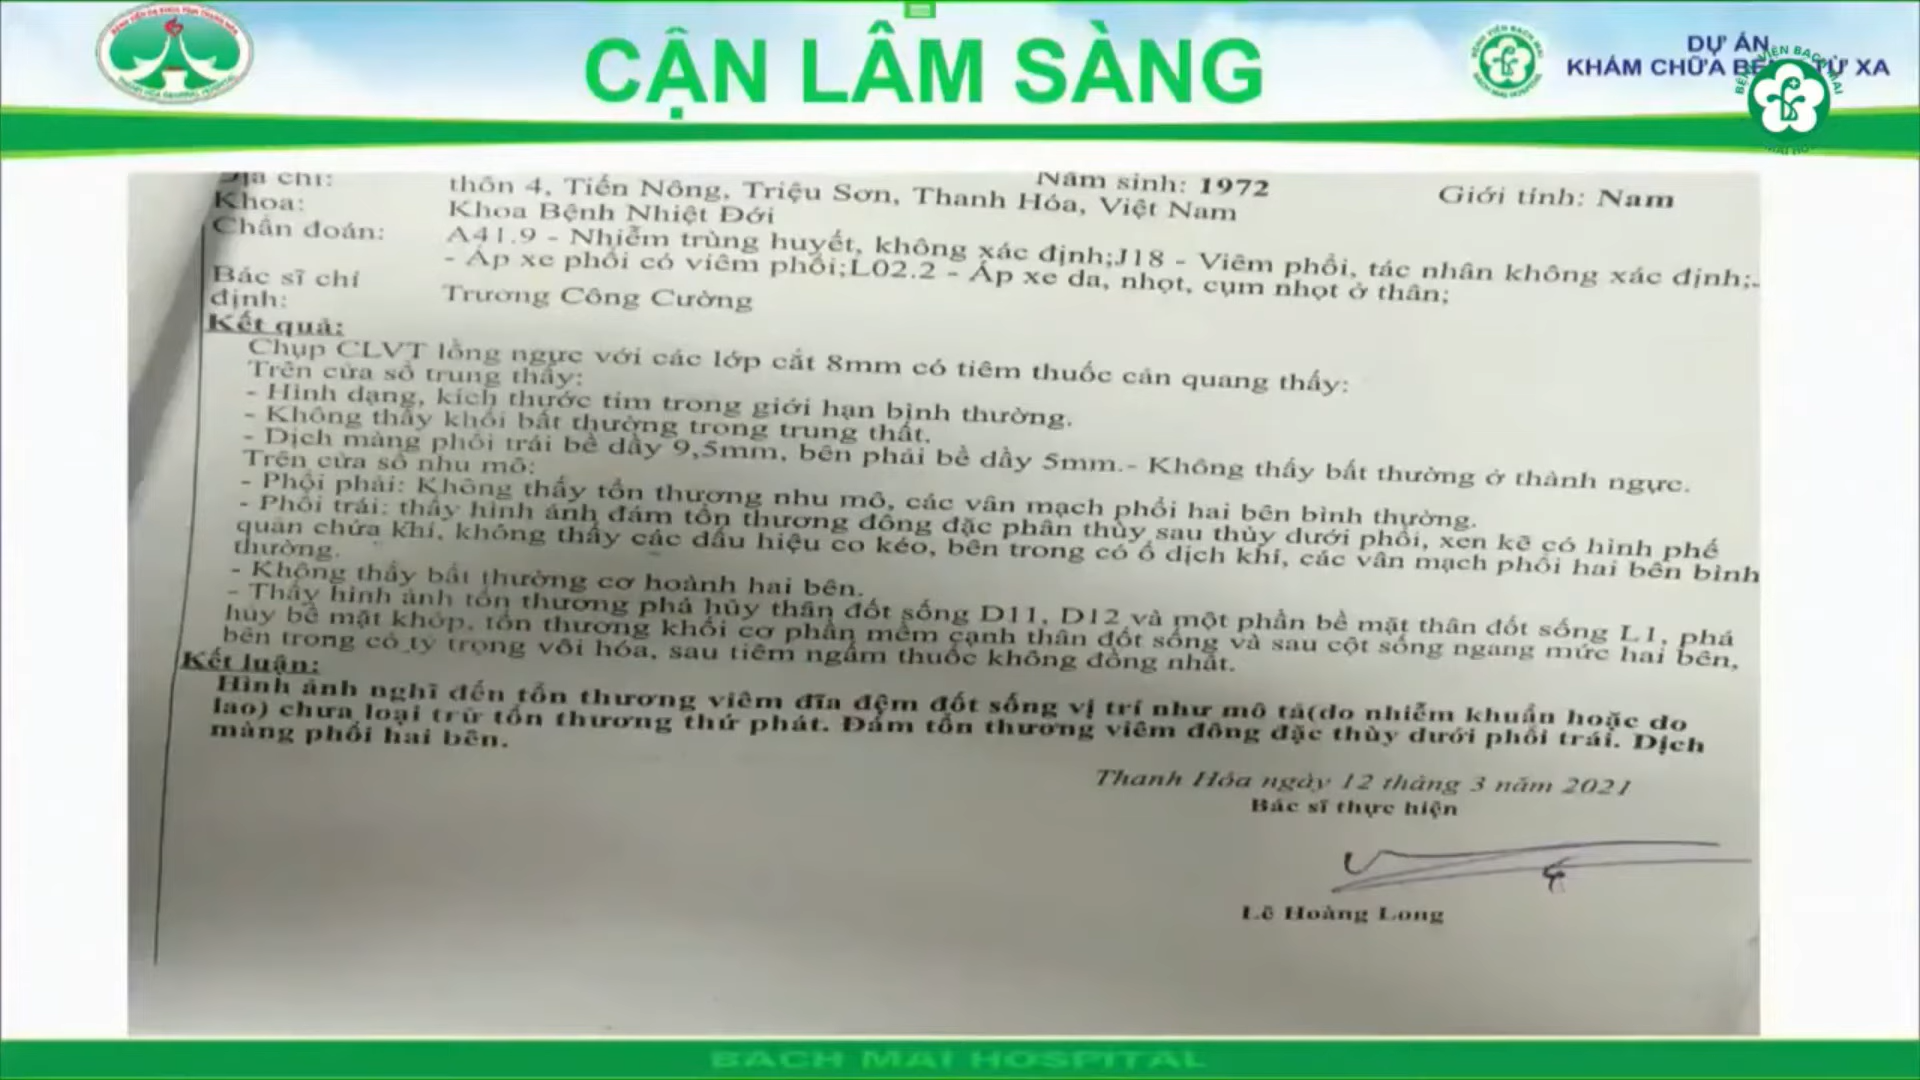 CẬN LÂM SÀNG
DỰ ÁN
KHÁM CHỮA BỆNH TỪ XA
BỆNH VIỆN BẠCH MAI
BACH MAI HOSPITAL
Địa chỉ: thôn 4, Tiến Nông, Triệu Sơn, Thanh Hóa, Việt Nam
Năm sinh: 1972
Giới tính: Nam
Khoa: Khoa Bệnh Nhiệt Đới
Chẩn đoán: A41.9 - Nhiễm trùng huyết, không xác định;J18 - Viêm phổi, tác nhân không xác định;-
- Áp xe phổi có viêm phổi;L02.2 - Áp xe da, nhọt, cụm nhọt ở thân;
Bác sĩ chỉ
định: Trương Công Cường
Kết quả:
Chụp CLVT lồng ngực với các lớp cắt 8mm có tiêm thuốc cản quang thấy:
Trên cửa sổ trung thấy:
- Hình dạng, kích thước tim trong giới hạn bình thường.
- Không thấy khối bất thường trong trung thất.
- Dịch màng phổi trái bề dầy 9,5mm, bên phải bề dầy 5mm.- Không thấy bất thường ở thành ngực.
Trên cửa sổ nhu mô:
- Phổi phải: Không thấy tổn thương nhu mô, các vân mạch phổi hai bên bình thường.
- Phổi trái: thấy hình ảnh đám tổn thương đông đặc phân thùy sau thùy dưới phổi, xen kẽ có hình phế
quản chứa khí, không thấy các dấu hiệu co kéo, bên trong có ổ dịch khí, các vân mạch phổi hai bên bình
thường.
- Không thấy bất thường cơ hoành hai bên.
- Thấy hình ảnh tổn thương phá hủy thân đốt sống D11, D12 và một phần bề mặt thân đốt sống L1, phá
hủy bề mặt khớp, tổn thương khối cơ phần mềm cạnh thân đốt sống và sau cột sống ngang mức hai bên,
bên trong có tỷ trọng vôi hóa, sau tiêm ngấm thuốc không đồng nhất.
Kết luận:
Hình ảnh nghĩ đến tổn thương viêm đĩa đệm đốt sống vị trí như mô tả(do nhiễm khuẩn hoặc do
lao) chưa loại trừ tổn thương thứ phát. Đám tổn thương viêm đông đặc thùy dưới phổi trái. Dịch
màng phổi hai bên.
Thanh Hóa ngày 12 tháng 3 năm 2021
Bác sĩ thực hiện
Lê Hoàng Long
BACH MAI HOSPITAL